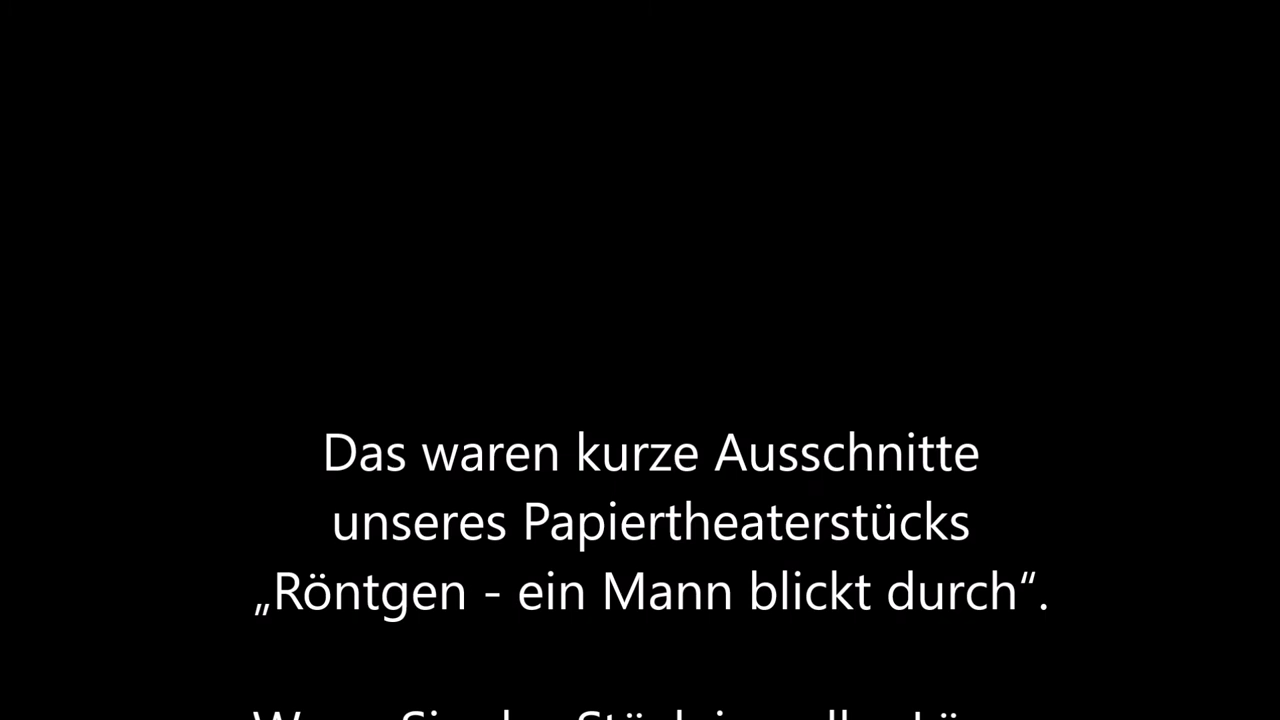 Das waren kurze Ausschnitte
unseres Papiertheaterstücks
„Röntgen - ein Mann blickt durch“.